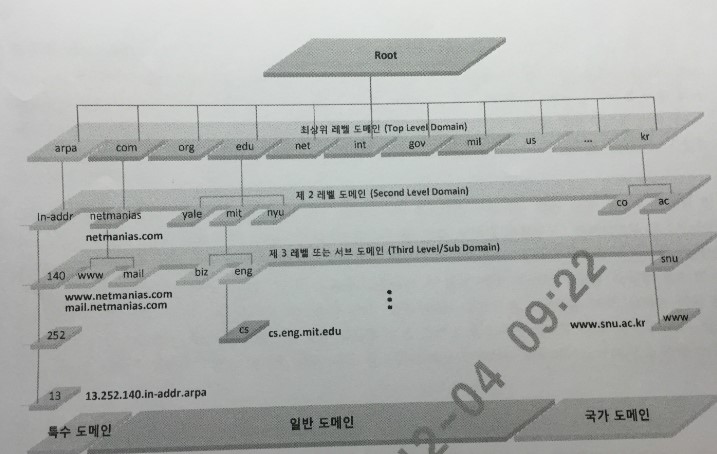 Root
최상위 레벨 도메인 (Top Level Domain)
arpa com org edu net int gov mil us ... kr
제 2 레벨 도메인 (Second Level Domain)
In-addr netmanias yale mit nyu co ac
netmanias.com
제 3 레벨 또는 서브 도메인 (Third Level/Sub Domain)
140 www mail biz eng snu
www.netmanias.com
mail.netmanias.com
252 cs cs.eng.mit.edu www.snu.ac.kr www
13 13.252.140.in-addr.arpa
특수 도메인 일반 도메인 국가 도메인
12-04 09:22